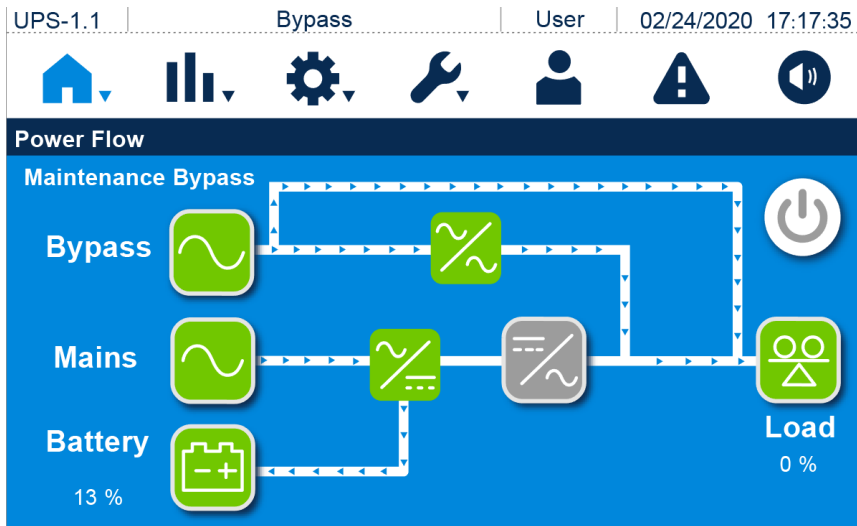 UPS-1.1 Bypass User 02/24/2020 17:17:35
Power Flow
Maintenance Bypass
Bypass
Mains
Battery
13 %
Load
0 %